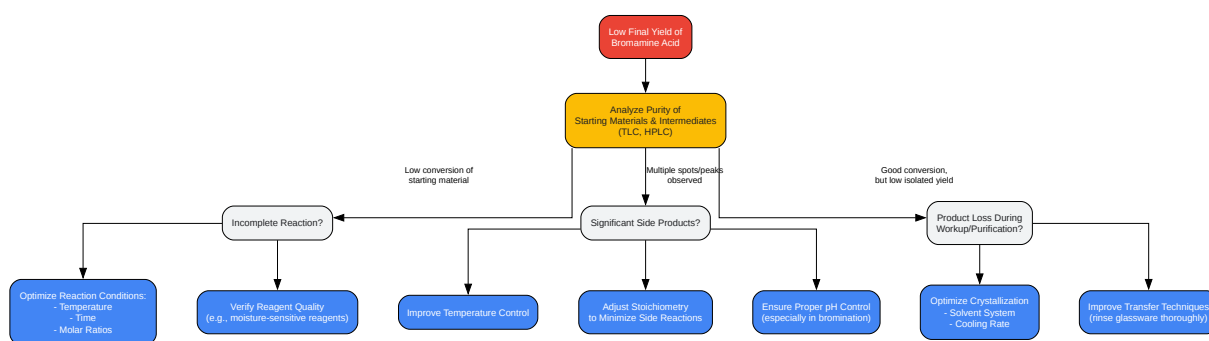 Low Final Yield of
Bromamine Acid
Analyze Purity of
Starting Materials & Intermediates
(TLC, HPLC)
Low conversion of
starting material
Multiple spots/peaks
observed
Good conversion,
but low isolated yield
Incomplete Reaction?
Significant Side Products?
Product Loss During
Workup/Purification?
Optimize Reaction Conditions:
- Temperature
- Time
- Molar Ratios
Verify Reagent Quality
(e.g., moisture-sensitive reagents)
Improve Temperature Control
Adjust Stoichiometry
to Minimize Side Reactions
Ensure Proper pH Control
(especially in bromination)
Optimize Crystallization
- Solvent System
- Cooling Rate
Improve Transfer Techniques
(rinse glassware thoroughly)